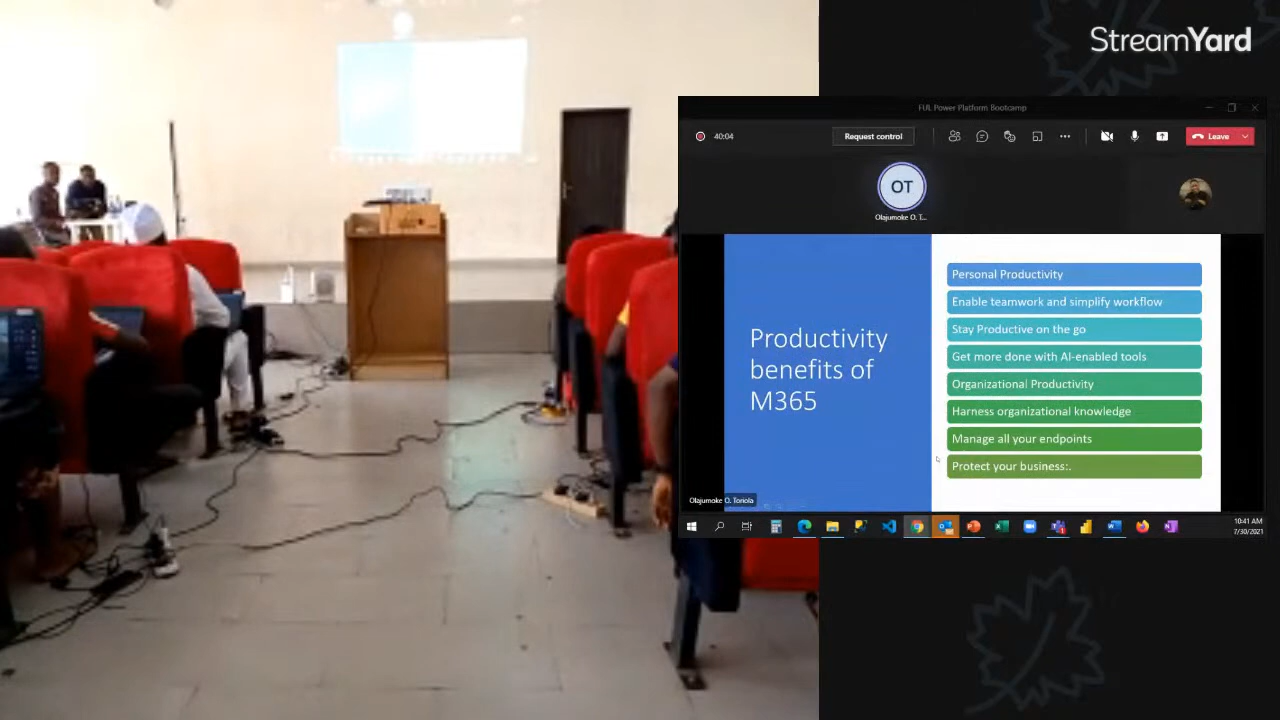 StreamYard
FUL Power Platform Bootcamp
40:04
Request control
Leave
OT
Olajumoke O. T...
Productivity
benefits of
M365
Personal Productivity
Enable teamwork and simplify workflow
Stay Productive on the go
Get more done with AI-enabled tools
Organizational Productivity
Harness organizational knowledge
Manage all your endpoints
Protect your business:.
Olajumoke O. Toriola
10:41 AM
7/30/2021